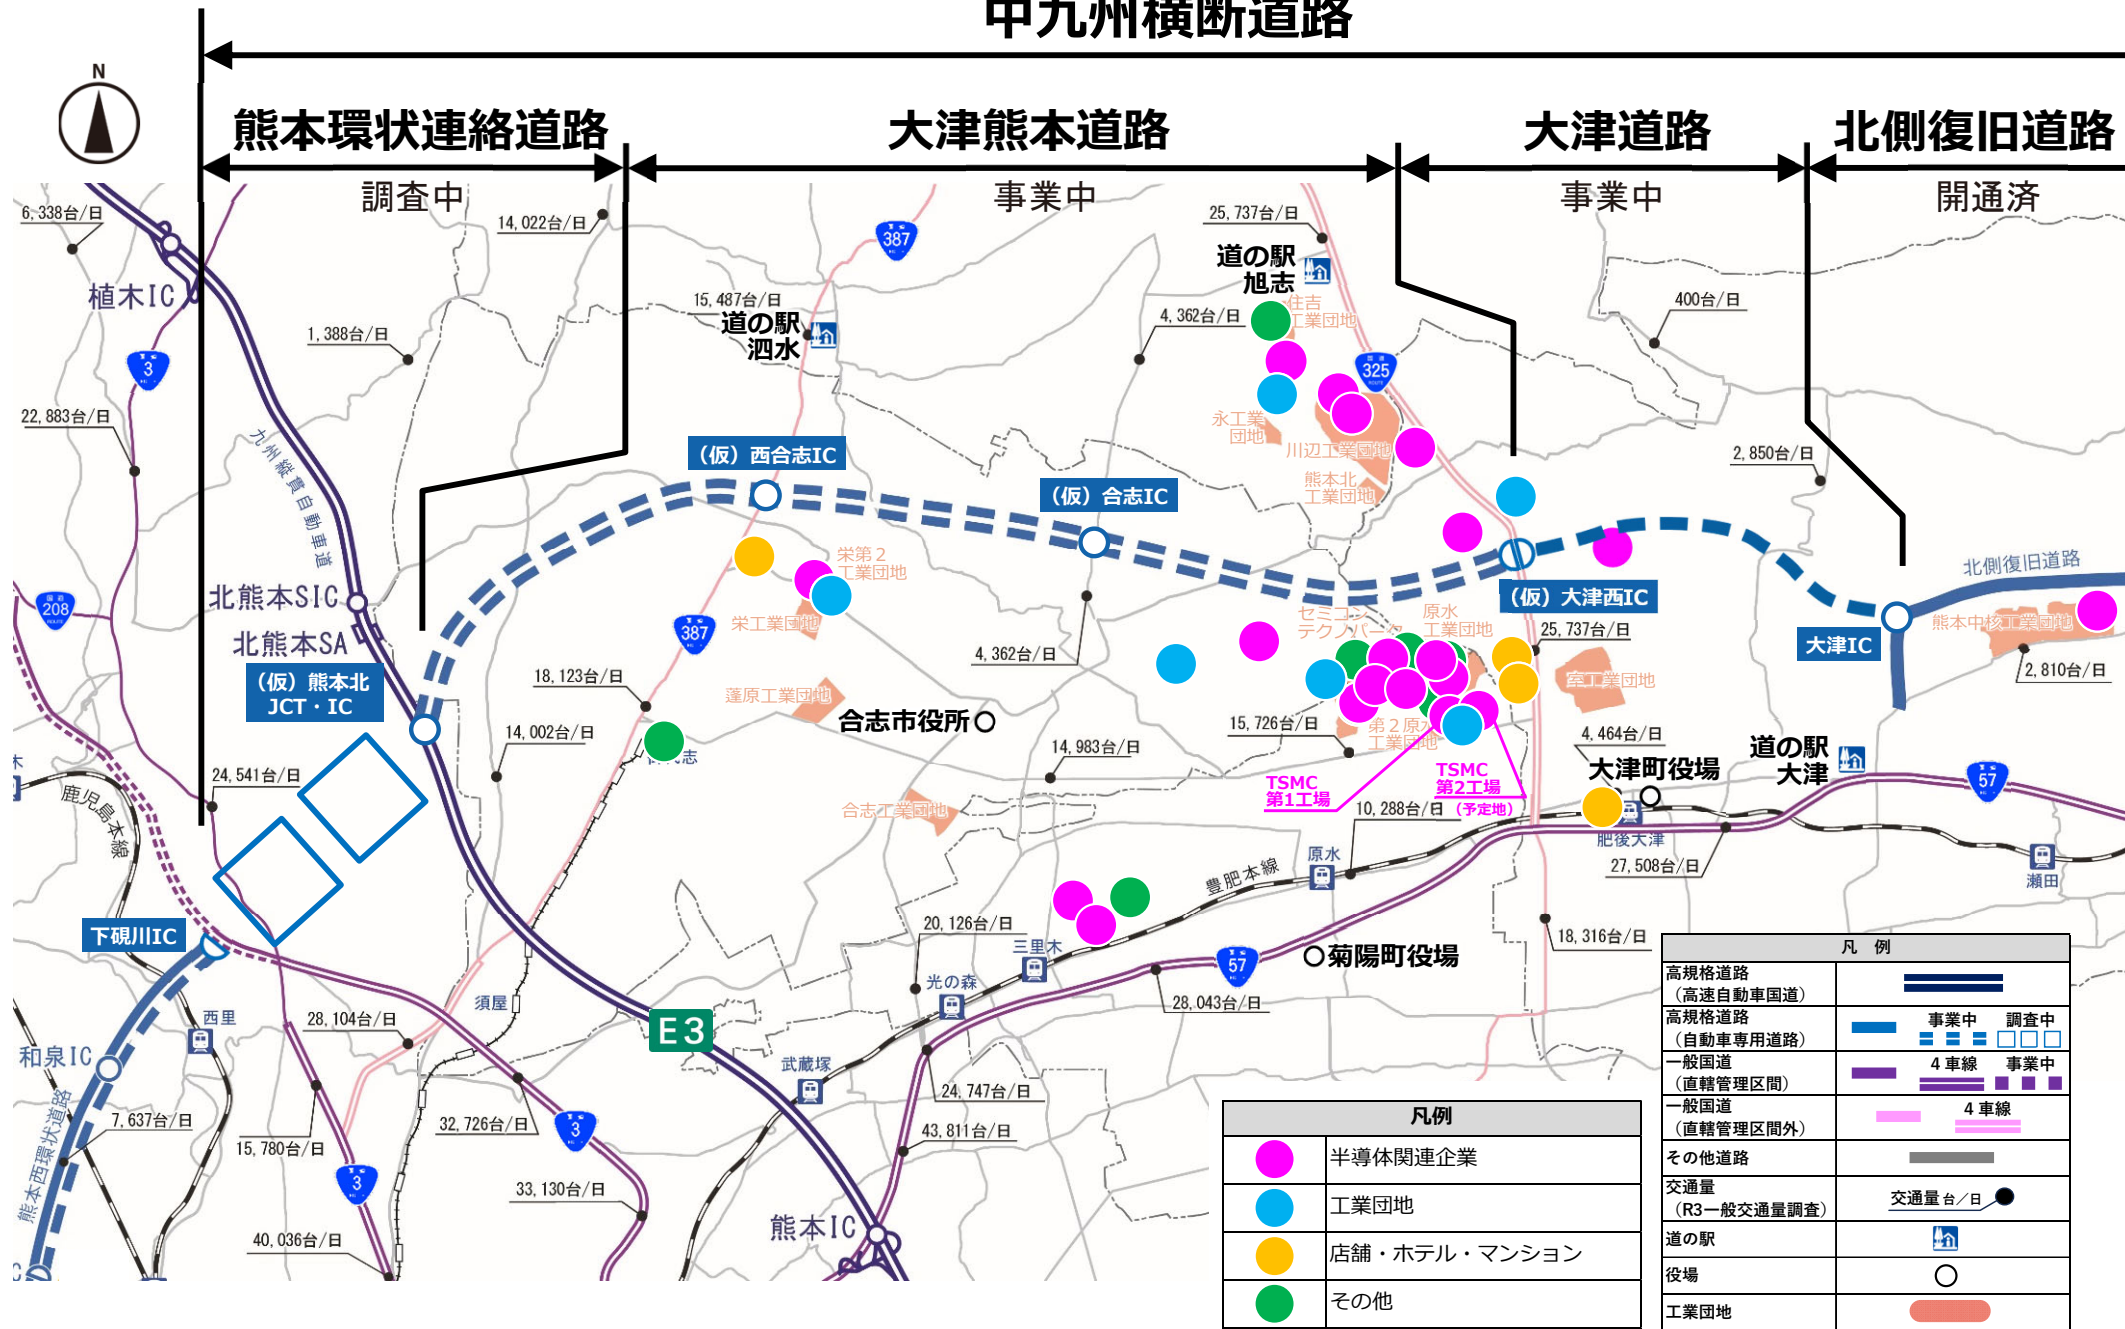 中九州横断道路
N
熊本環状連絡道路
大津熊本道路
大津道路
北側復旧道路
調査中
事業中
事業中
開通済
6,338台/日
14,022台/日
387
25,737台/日
道の駅
旭志
植木IC
15,487台/日
道の駅
泗水
4,362台/日
住吉
工業団地
400台/日
1,388台/日
3
325
22,883台/日
永工業
団地
川辺工業団地
九州縦貫自動車道
(仮) 西合志IC
熊本北
工業団地
2,850台/日
(仮) 合志IC
栄第2
工業団地
北側復旧道路
北熊本SIC
北熊本SA
208
栄工業団地
387
セミコン
テクノパーク
原水
工業団地
(仮) 大津西IC
25,737台/日
熊本中核工業団地
大津IC
4,362台/日
2,810台/日
(仮) 熊本北
JCT・IC
18,123台/日
蓬原工業団地
合志市役所
室工業団地
15,726台/日
第2原水
工業団地
14,002台/日
14,983台/日
4,464台/日
大津町役場
道の駅
大津
57
24,541台/日
鹿児島本線
TSMC
第1工場
TSMC
第2工場
(予定地)
合志工業団地
10,288台/日
肥後大津
27,508台/日
瀬田
原水
豊肥本線
下硯川IC
20,126台/日
三里木
菊陽町役場
57
18,316台/日
光の森
28,043台/日
須屋
西里
28,104台/日
E3
和泉IC
武蔵塚
24,747台/日
7,637台/日
熊本西環状道路
15,780台/日
32,726台/日
3
43,811台/日
3
33,130台/日
熊本IC
40,036台/日
凡例
半導体関連企業
工業団地
店舗・ホテル・マンション
その他
凡 例
高規格道路
(高速自動車国道)
高規格道路
(自動車専用道路)
事業中 調査中
一般国道
(直轄管理区間)
4車線 事業中
一般国道
(直轄管理区間外)
4車線
その他道路
交通量
(R3一般交通量調査)
交通量 台/日
道の駅
役場
工業団地